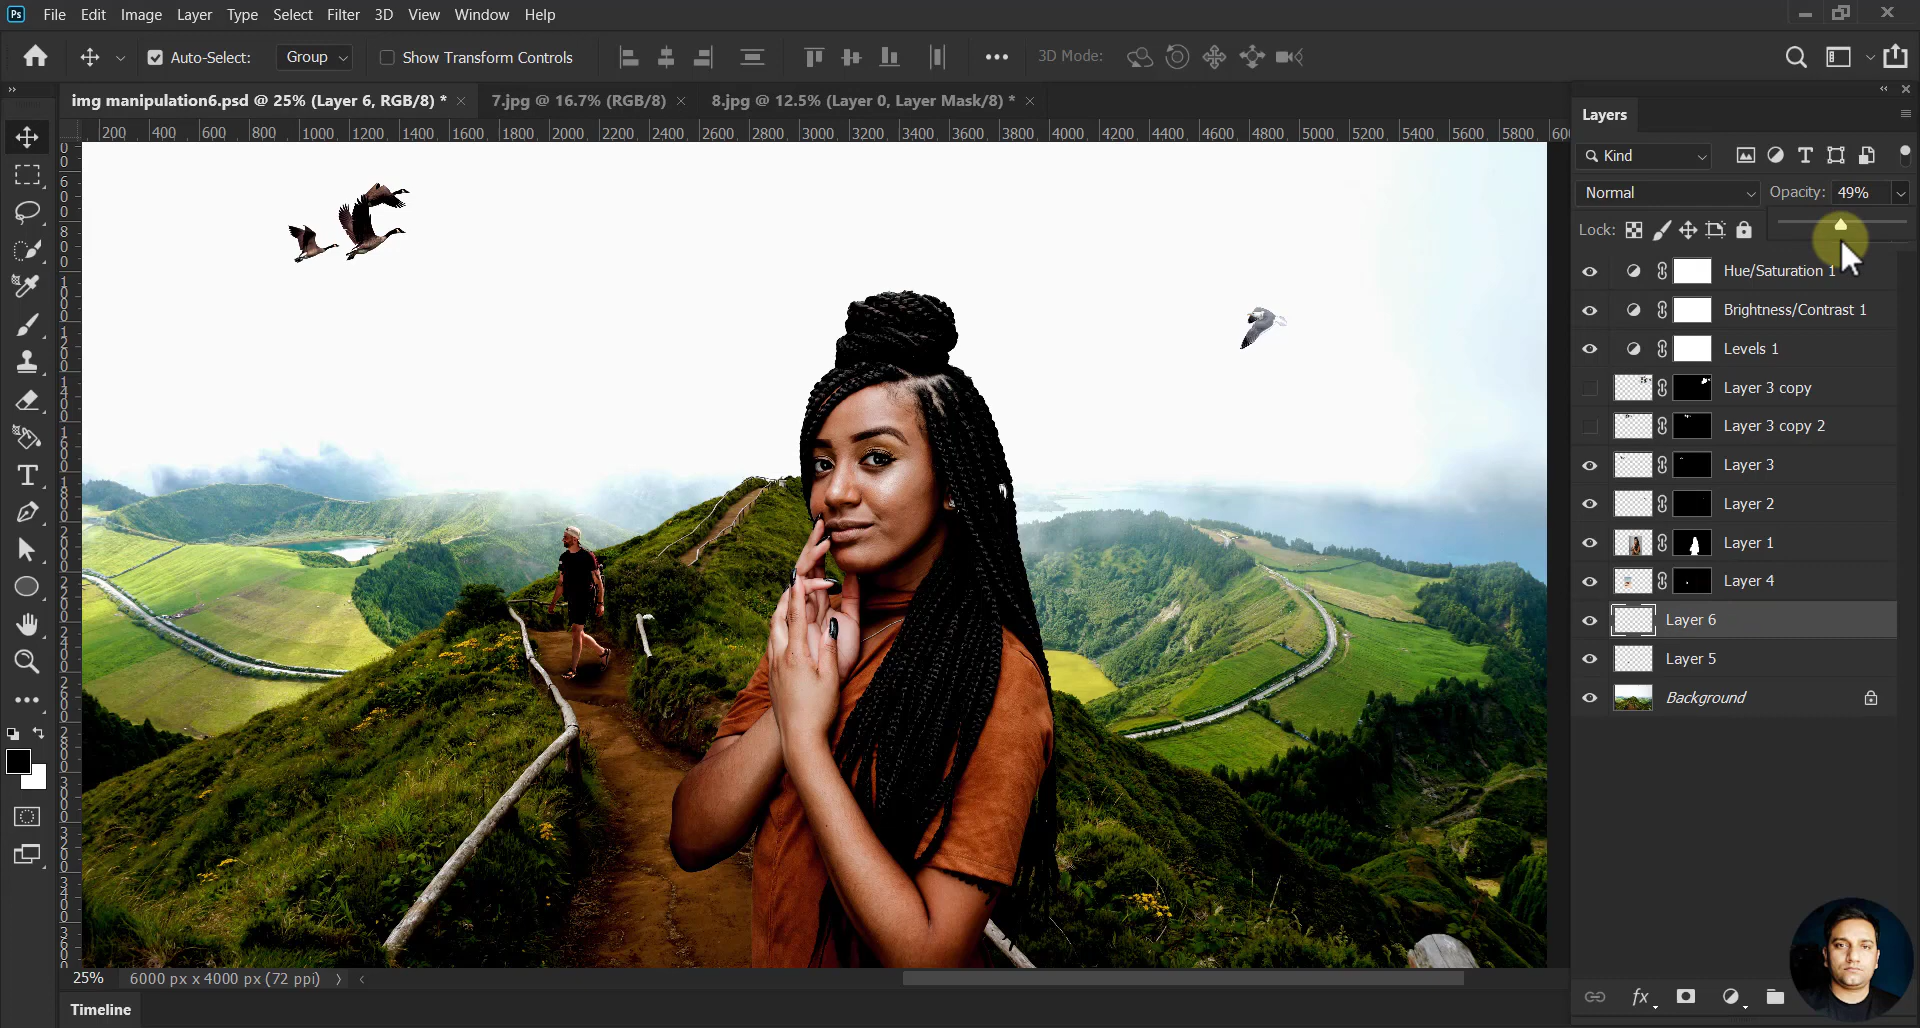 Ps File Edit Image Layer Type Select Filter 3D View Window Help
Auto-Select: Group Show Transform Controls 3D Mode:
img manipulation6.psd @ 25% (Layer 6, RGB/8) * 7.jpg @ 16.7% (RGB/8) 8.jpg @ 12.5% (Layer 0, Layer Mask/8) *
Layers
200 400 600 800 1000 1200 1400 1600 1800 2000 2200 2400 2600 2800 3000 3200 3400 3600 3800 4000 4200 4400 4600 4800 5000 5200 5400 5600 5800
Kind
Normal Opacity: 49%
Lock:
Hue/Saturation 1
Brightness/Contrast 1
Levels 1
Layer 3 copy
Layer 3 copy 2
Layer 3
Layer 2
Layer 1
Layer 4
Layer 6
Layer 5
Background
25% 6000 px x 4000 px (72 ppi)
fx
Timeline